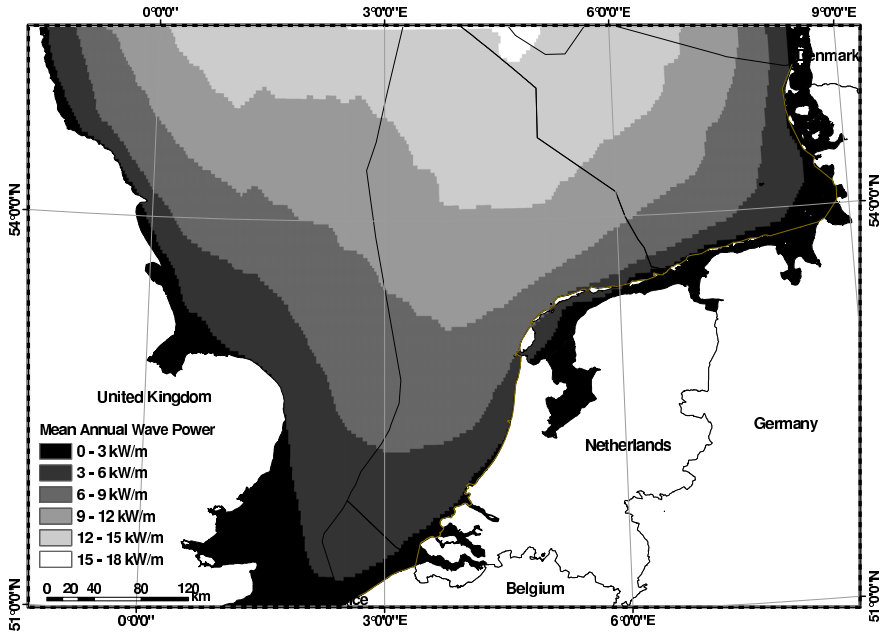 0°0'0" 3°0'0"E 6°0'0"E 9°0'0"E
Denmark
54°0'0"N 54°0'0"N
United Kingdom
Mean Annual Wave Power
0 - 3 kW/m
3 - 6 kW/m
6 - 9 kW/m
9 - 12 kW/m
12 - 15 kW/m
15 - 18 kW/m
Netherlands
Germany
Belgium
0 20 40 80 120
km
51°0'0"N 51°0'0"N
0°0'0" 3°0'0"E 6°0'0"E